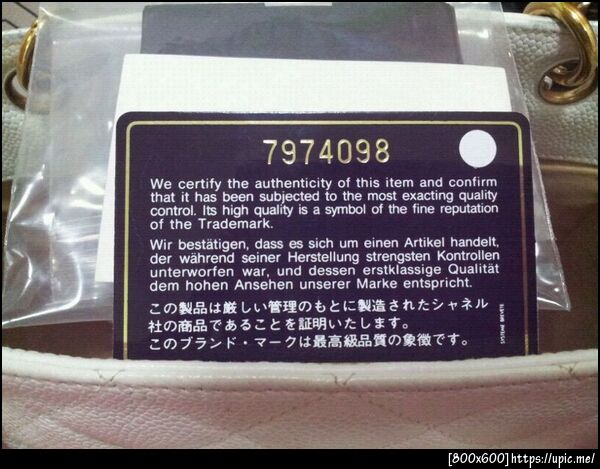 7974098
We certify the authenticity of this item and confirm
that it has been subjected to the most exacting quality
control. Its high quality is a symbol of the fine reputation
of the Trademark.
Wir bestätigen, dass es sich um einen Artikel handelt,
der während seiner Herstellung strengsten Kontrollen
unterworfen war, und dessen erstklassige Qualität
dem hohen Ansehen unserer Marke entspricht.
この製品は厳しい管理のもとに製造されたシャネル
社の商品であることを証明いたします。
このブランド・マークは最高級品質の象徴です。
SYSTEME BREVETE
[800x600]https://upic.me/